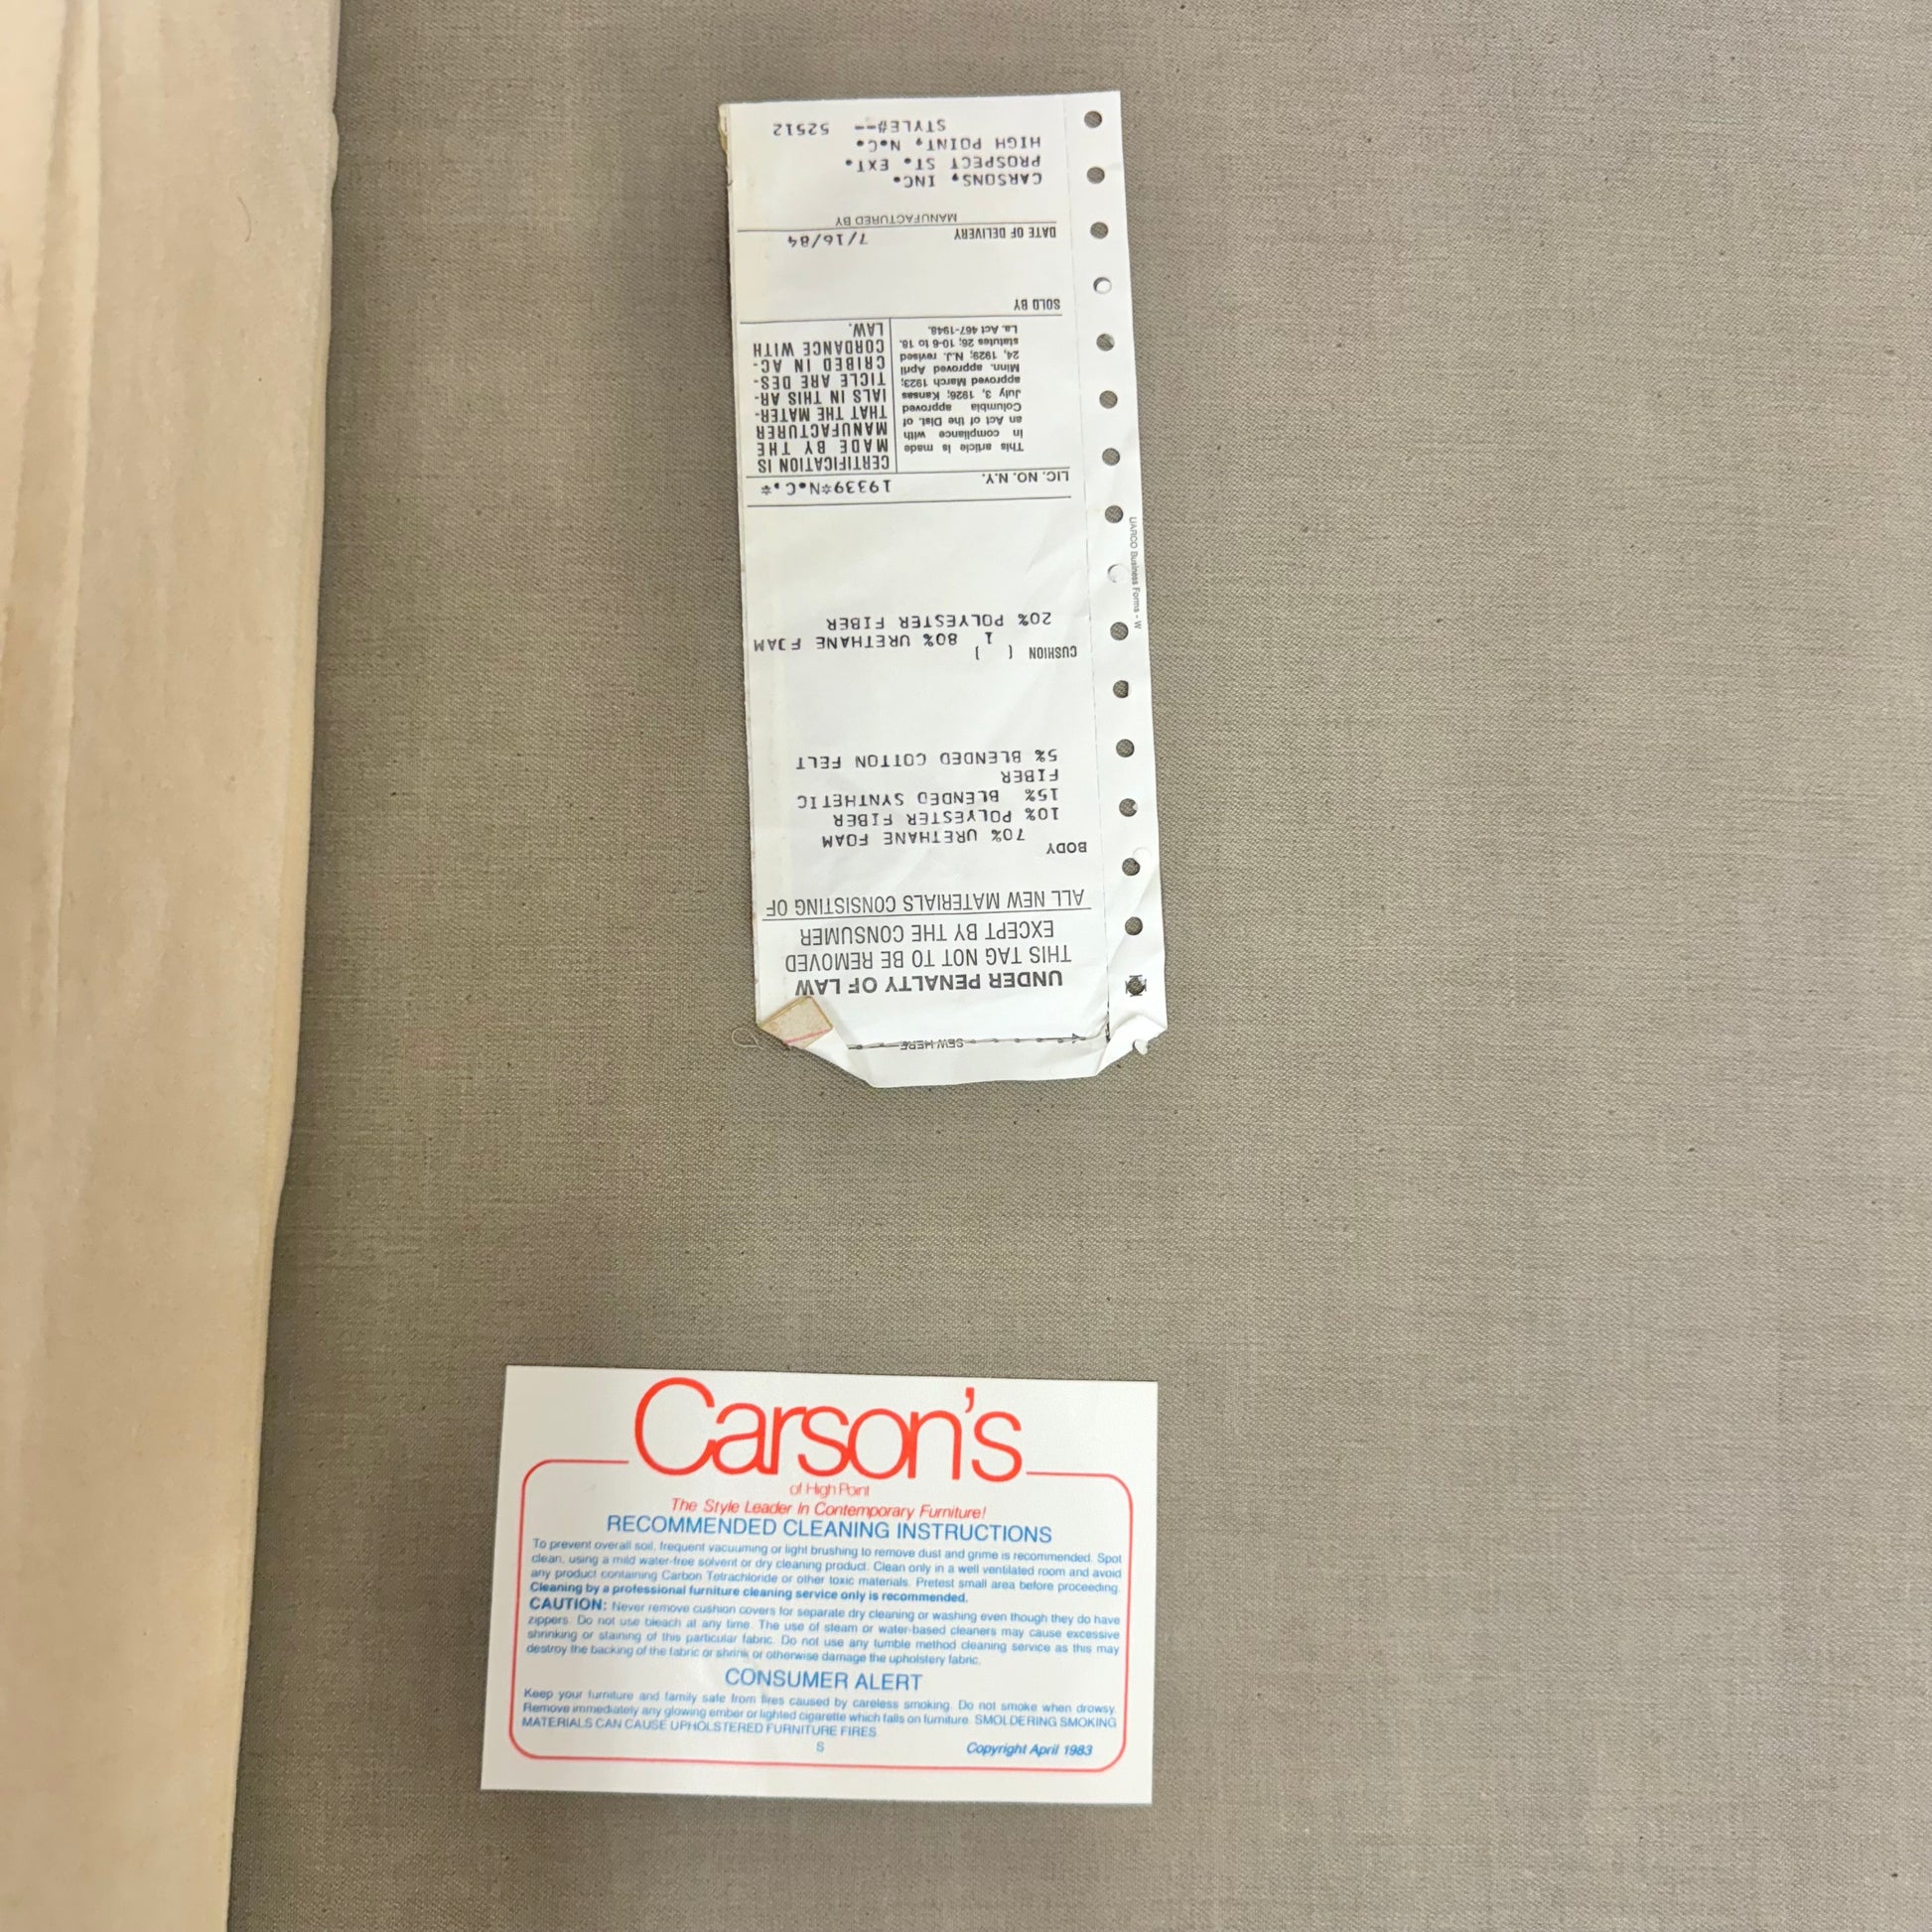 UNDER PENALTY OF LAW
THIS TAG NOT TO BE REMOVED
EXCEPT BY THE CONSUMER
ALL NEW MATERIALS CONSISTING OF
BODY
70% URETHANE FOAM
10% POLYESTER FIBER
15% BLENDED SYNTHETIC
FIBER
5% BLENDED COTTON FELT
CUSHION ( 1 )
80% URETHANE FOAM
20% POLYESTER FIBER
LIC. NO. N.Y. 19339*N.C.*
This article is made
in compliance with
an Act of the Dist. of
Columbia approved
July 3, 1926; Kansas
approved March 1923;
Minn. approved April
24, 1929; N.J. revised
statutes 26; 10-6 to 18.
La. Act 467-1948.
CERTIFICATION IS
MADE BY THE
MANUFACTURER
THAT THE MATER-
IALS IN THIS AR-
TICLE ARE DES-
CRIBED IN AC-
CORDANCE WITH
LAW.
SOLD BY
DATE OF DELIVERY 7/16/84
MANUFACTURED BY
CARSONS, INC.
PROSPECT ST. EXT.
HIGH POINT, N.C.
STYLE#-- 52512
SEW HERE
UARCO Business Forms - W
Carson's
of High Point
The Style Leader In Contemporary Furniture!
RECOMMENDED CLEANING INSTRUCTIONS
To prevent overall soil, frequent vacuuming or light brushing to remove dust and grime is recommended. Spot
clean, using a mild water-free solvent or dry cleaning product. Clean only in a well ventilated room and avoid
any product containing Carbon Tetrachloride or other toxic materials. Pretest small area before proceeding.
Cleaning by a professional furniture cleaning service only is recommended.
CAUTION: Never remove cushion covers for separate dry cleaning or washing even though they do have
zippers. Do not use bleach at any time. The use of steam or water-based cleaners may cause excessive
shrinking or staining of this particular fabric. Do not use any tumble method cleaning service as this may
destroy the backing of the fabric or shrink or otherwise damage the upholstery fabric.
CONSUMER ALERT
Keep your furniture and family safe from fires caused by careless smoking. Do not smoke when drowsy.
Remove immediately any glowing ember or lighted cigarette which falls on furniture. SMOLDERING SMOKING
MATERIALS CAN CAUSE UPHOLSTERED FURNITURE FIRES
S
Copyright April 1983